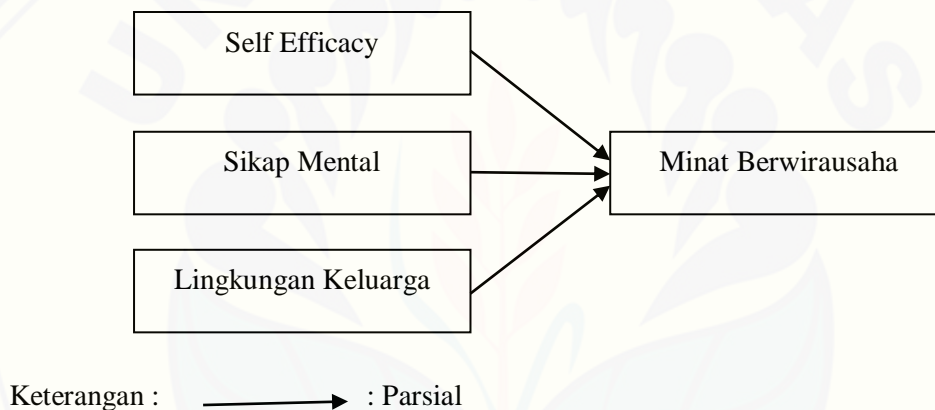 Self Efficacy
Sikap Mental
Minat Berwirausaha
Lingkungan Keluarga
Keterangan : : Parsial